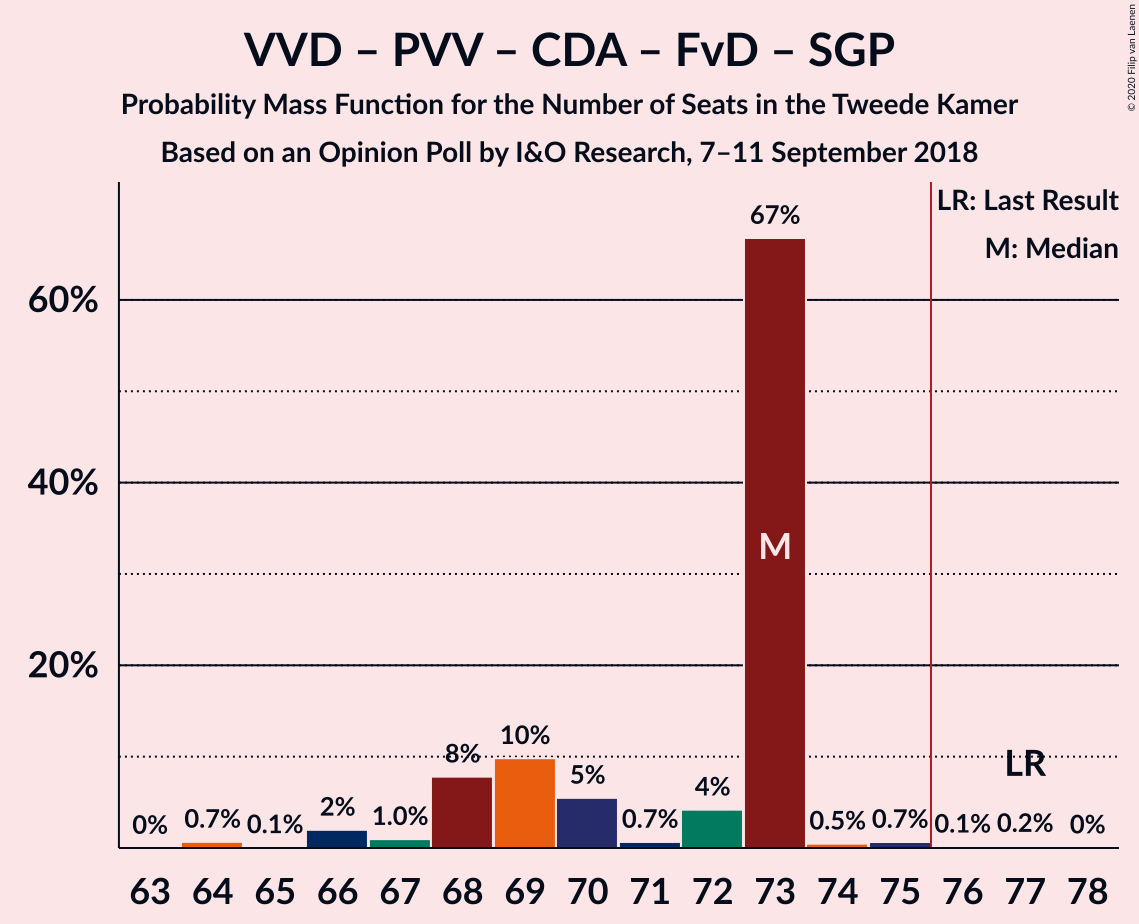 VVD – PVV – CDA – FvD – SGP
Probability Mass Function for the Number of Seats in the Tweede Kamer
Based on an Opinion Poll by I&O Research, 7–11 September 2018
© 2020 Filip van Laenen
LR: Last Result
M: Median
60%
40%
20%
0%
0.7%
0.1%
2%
1.0%
8%
10%
5%
0.7%
4%
67%
M
0.5%
0.7%
0.1%
0.2%
LR
0%
63 64 65 66 67 68 69 70 71 72 73 74 75 76 77 78